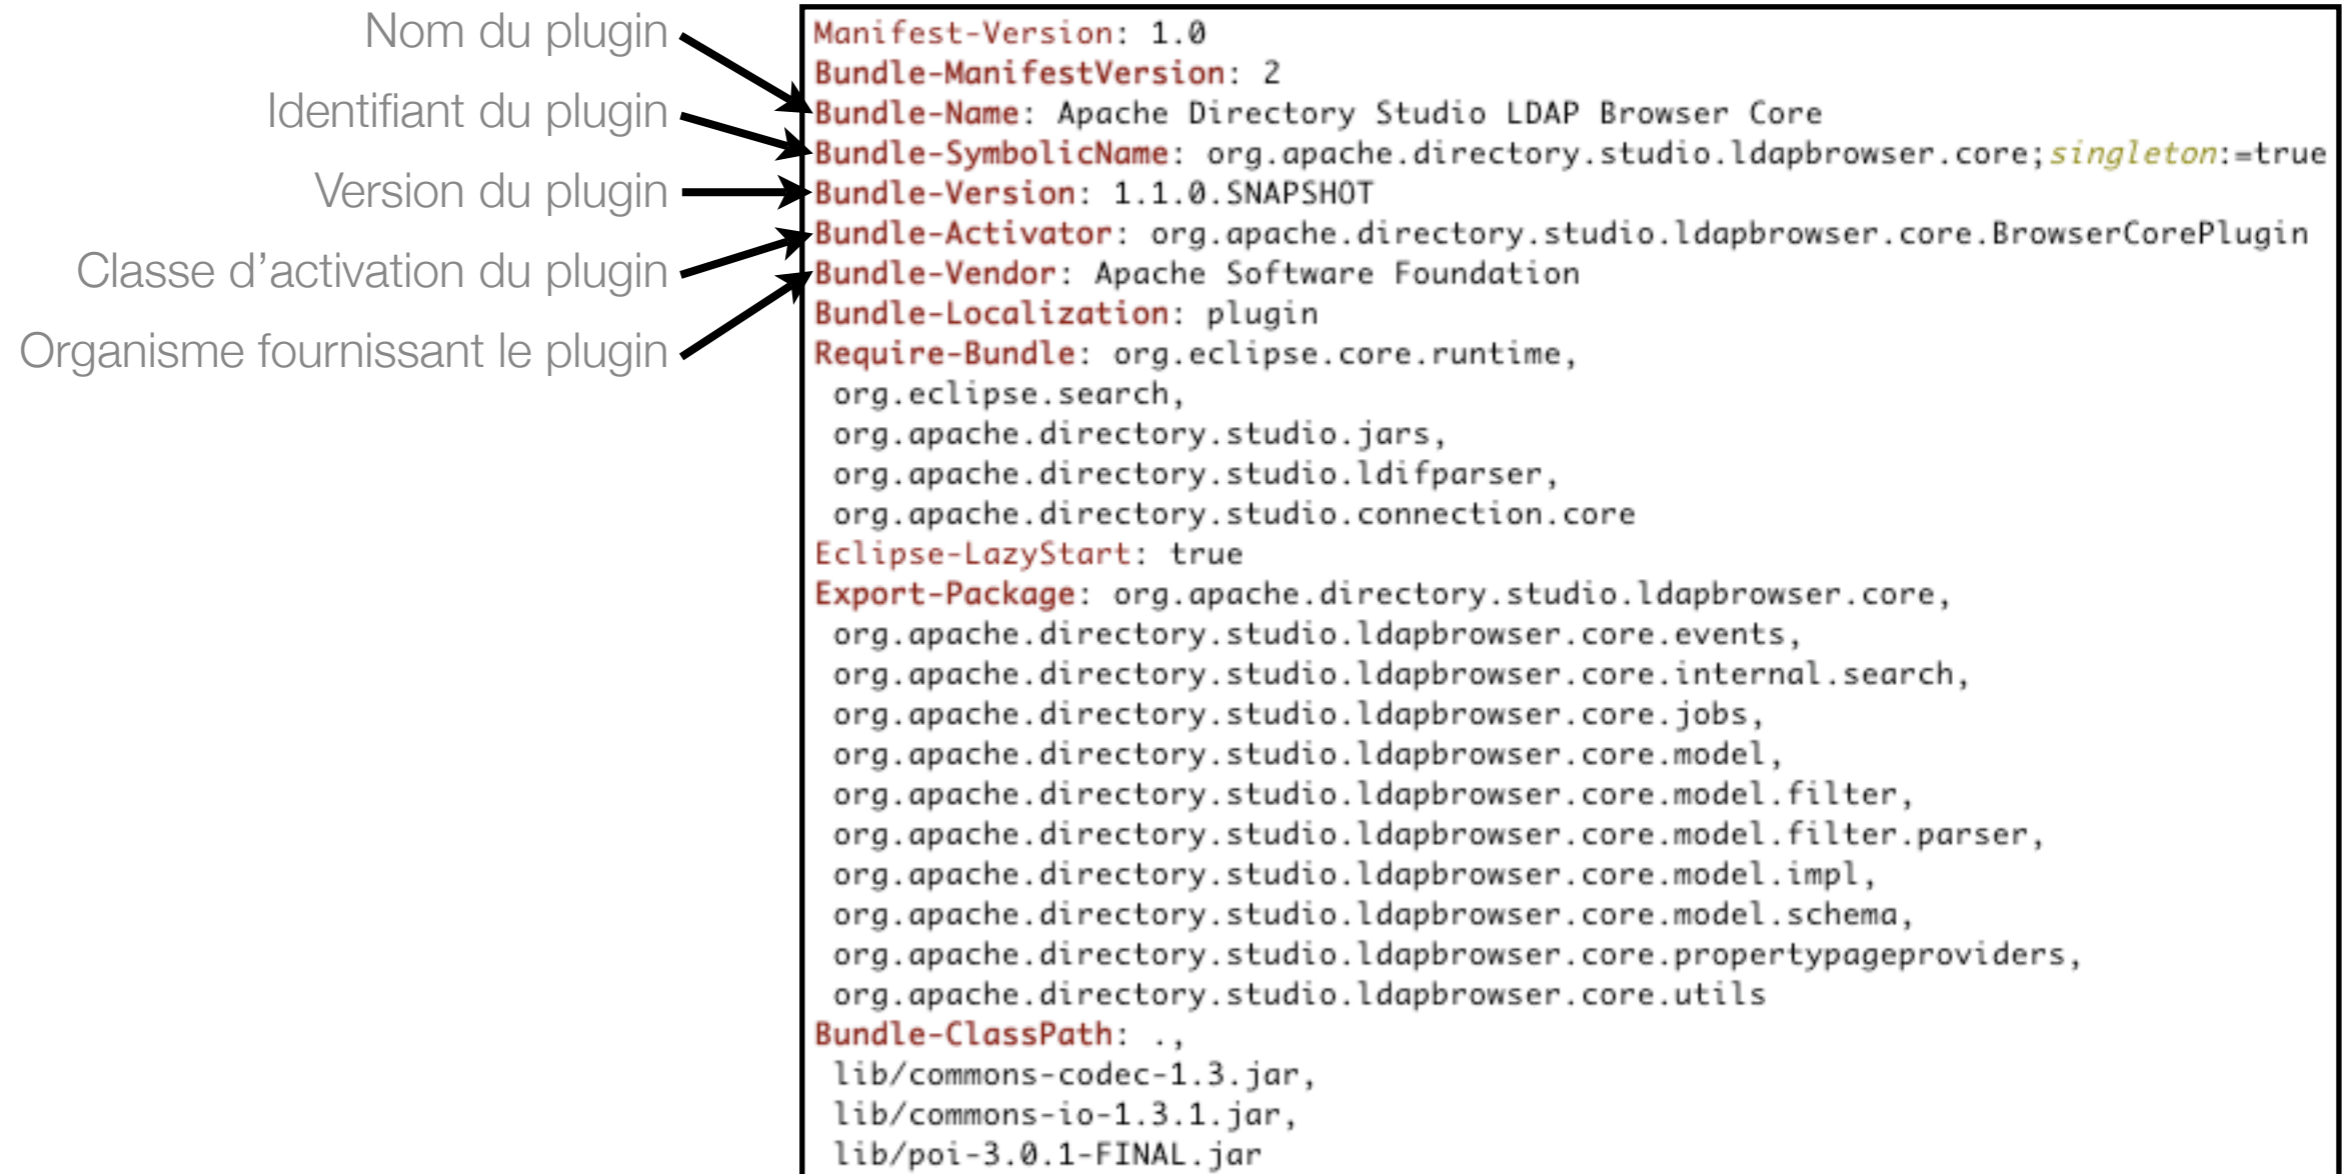 Nom du plugin
Identifiant du plugin
Version du plugin
Classe d’activation du plugin
Organisme fournissant le plugin
Manifest-Version: 1.0
Bundle-ManifestVersion: 2
Bundle-Name: Apache Directory Studio LDAP Browser Core
Bundle-SymbolicName: org.apache.directory.studio.ldapbrowser.core;singleton:=true
Bundle-Version: 1.1.0.SNAPSHOT
Bundle-Activator: org.apache.directory.studio.ldapbrowser.core.BrowserCorePlugin
Bundle-Vendor: Apache Software Foundation
Bundle-Localization: plugin
Require-Bundle: org.eclipse.core.runtime,
org.eclipse.search,
org.apache.directory.studio.jars,
org.apache.directory.studio.ldifparser,
org.apache.directory.studio.connection.core
Eclipse-LazyStart: true
Export-Package: org.apache.directory.studio.ldapbrowser.core,
org.apache.directory.studio.ldapbrowser.core.events,
org.apache.directory.studio.ldapbrowser.core.internal.search,
org.apache.directory.studio.ldapbrowser.core.jobs,
org.apache.directory.studio.ldapbrowser.core.model,
org.apache.directory.studio.ldapbrowser.core.model.filter,
org.apache.directory.studio.ldapbrowser.core.model.filter.parser,
org.apache.directory.studio.ldapbrowser.core.model.impl,
org.apache.directory.studio.ldapbrowser.core.model.schema,
org.apache.directory.studio.ldapbrowser.core.propertypageproviders,
org.apache.directory.studio.ldapbrowser.core.utils
Bundle-ClassPath: .,
lib/commons-codec-1.3.jar,
lib/commons-io-1.3.1.jar,
lib/poi-3.0.1-FINAL.jar